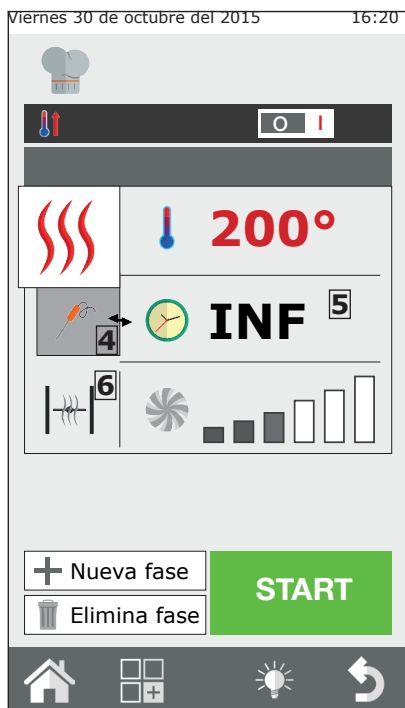 Viernes 30 de octubre del 2015 16:20
O I
200°
4 INF 5
6
Nueva fase
START
Elimina fase